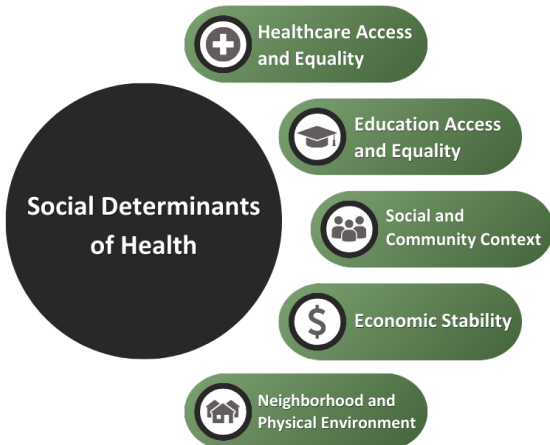 Social Determinants
of Health
Healthcare Access
and Equality
Education Access
and Equality
Social and
Community Context
$
Economic Stability
Neighborhood and
Physical Environment